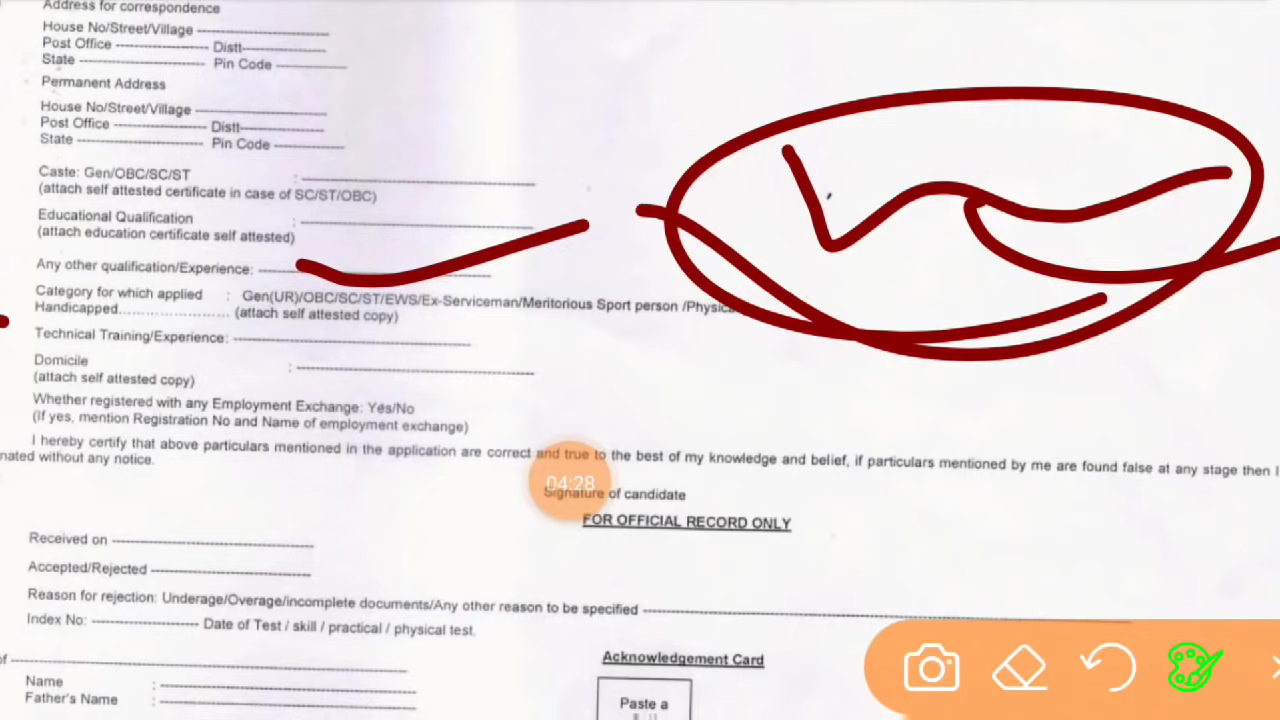 Address for correspondence
House No/Street/Village ----------------------
Post Office ---------------- Distt--------------
State ---------------------- Pin Code ------------
Permanent Address
House No/Street/Village ----------------------
Post Office ---------------- Distt--------------
State ---------------------- Pin Code ------------
Caste: Gen/OBC/SC/ST : ----------------------
(attach self attested certificate in case of SC/ST/OBC)
Educational Qualification : ----------------------
(attach education certificate self attested)
Any other qualification/Experience: ----------------------
Category for which applied : Gen(UR)/OBC/SC/ST/EWS/Ex-Serviceman/Meritorious Sport person /Physic
Handicapped........................ (attach self attested copy)
Technical Training/Experience: ----------------------
Domicile : ----------------------
(attach self attested copy)
Whether registered with any Employment Exchange: Yes/No
(If yes, mention Registration No and Name of employment exchange)
I hereby certify that above particulars mentioned in the application are correct and true to the best of my knowledge and belief, if particulars mentioned by me are found false at any stage then I
nated without any notice.
04:28
Signature of candidate
FOR OFFICIAL RECORD ONLY
Received on ----------------------
Accepted/Rejected ----------------------
Reason for rejection: Underage/Overage/incomplete documents/Any other reason to be specified ----------------------
Index No: ---------------- Date of Test / skill / practical / physical test.
Acknowledgement Card
f ----------------------
Name : ----------------------
Father's Name : ----------------------
Paste a